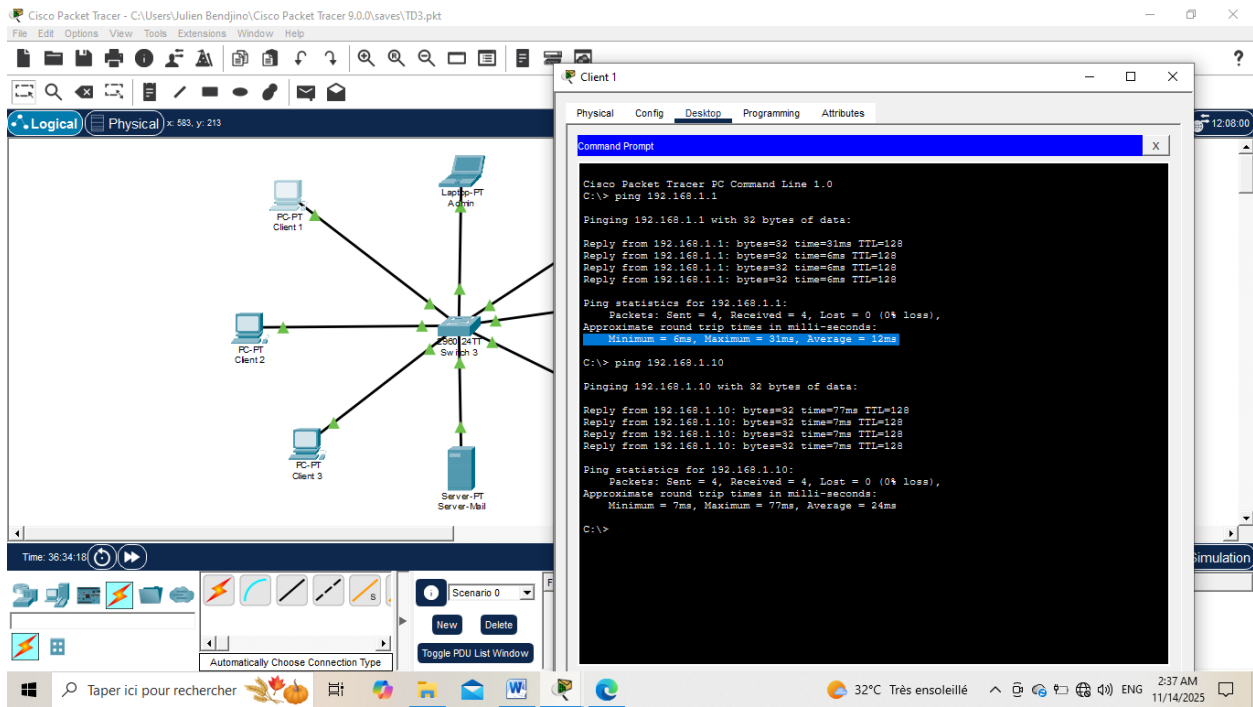 Cisco Packet Tracer - C:\Users\Julien Bendjino\Cisco Packet Tracer 9.0.0\saves\TD3.pkt
File Edit Options View Tools Extensions Window Help
Logical Physical x: 583, y: 213
12:08:00
Laptop-PT
Admin
PC-PT
Client 1
PC-PT
Client 2
2960-24TT
Switch 3
PC-PT
Client 3
Server-PT
Server-Mail
Client 1
Physical Config Desktop Programming Attributes
Command Prompt X
Cisco Packet Tracer PC Command Line 1.0
C:\> ping 192.168.1.1
Pinging 192.168.1.1 with 32 bytes of data:
Reply from 192.168.1.1: bytes=32 time=31ms TTL=128
Reply from 192.168.1.1: bytes=32 time=6ms TTL=128
Reply from 192.168.1.1: bytes=32 time=6ms TTL=128
Reply from 192.168.1.1: bytes=32 time=6ms TTL=128
Ping statistics for 192.168.1.1:
Packets: Sent = 4, Received = 4, Lost = 0 (0% loss),
Approximate round trip times in milli-seconds:
Minimum = 6ms, Maximum = 31ms, Average = 12ms
C:\> ping 192.168.1.10
Pinging 192.168.1.10 with 32 bytes of data:
Reply from 192.168.1.10: bytes=32 time=77ms TTL=128
Reply from 192.168.1.10: bytes=32 time=7ms TTL=128
Reply from 192.168.1.10: bytes=32 time=7ms TTL=128
Reply from 192.168.1.10: bytes=32 time=7ms TTL=128
Ping statistics for 192.168.1.10:
Packets: Sent = 4, Received = 4, Lost = 0 (0% loss),
Approximate round trip times in milli-seconds:
Minimum = 7ms, Maximum = 77ms, Average = 24ms
C:\>
Time: 36:34:18
Simulation
Scenario 0
New Delete
Toggle PDU List Window
F
S
Automatically Choose Connection Type
Taper ici pour rechercher
32°C Très ensoleillé
ENG
2:37 AM
11/14/2025